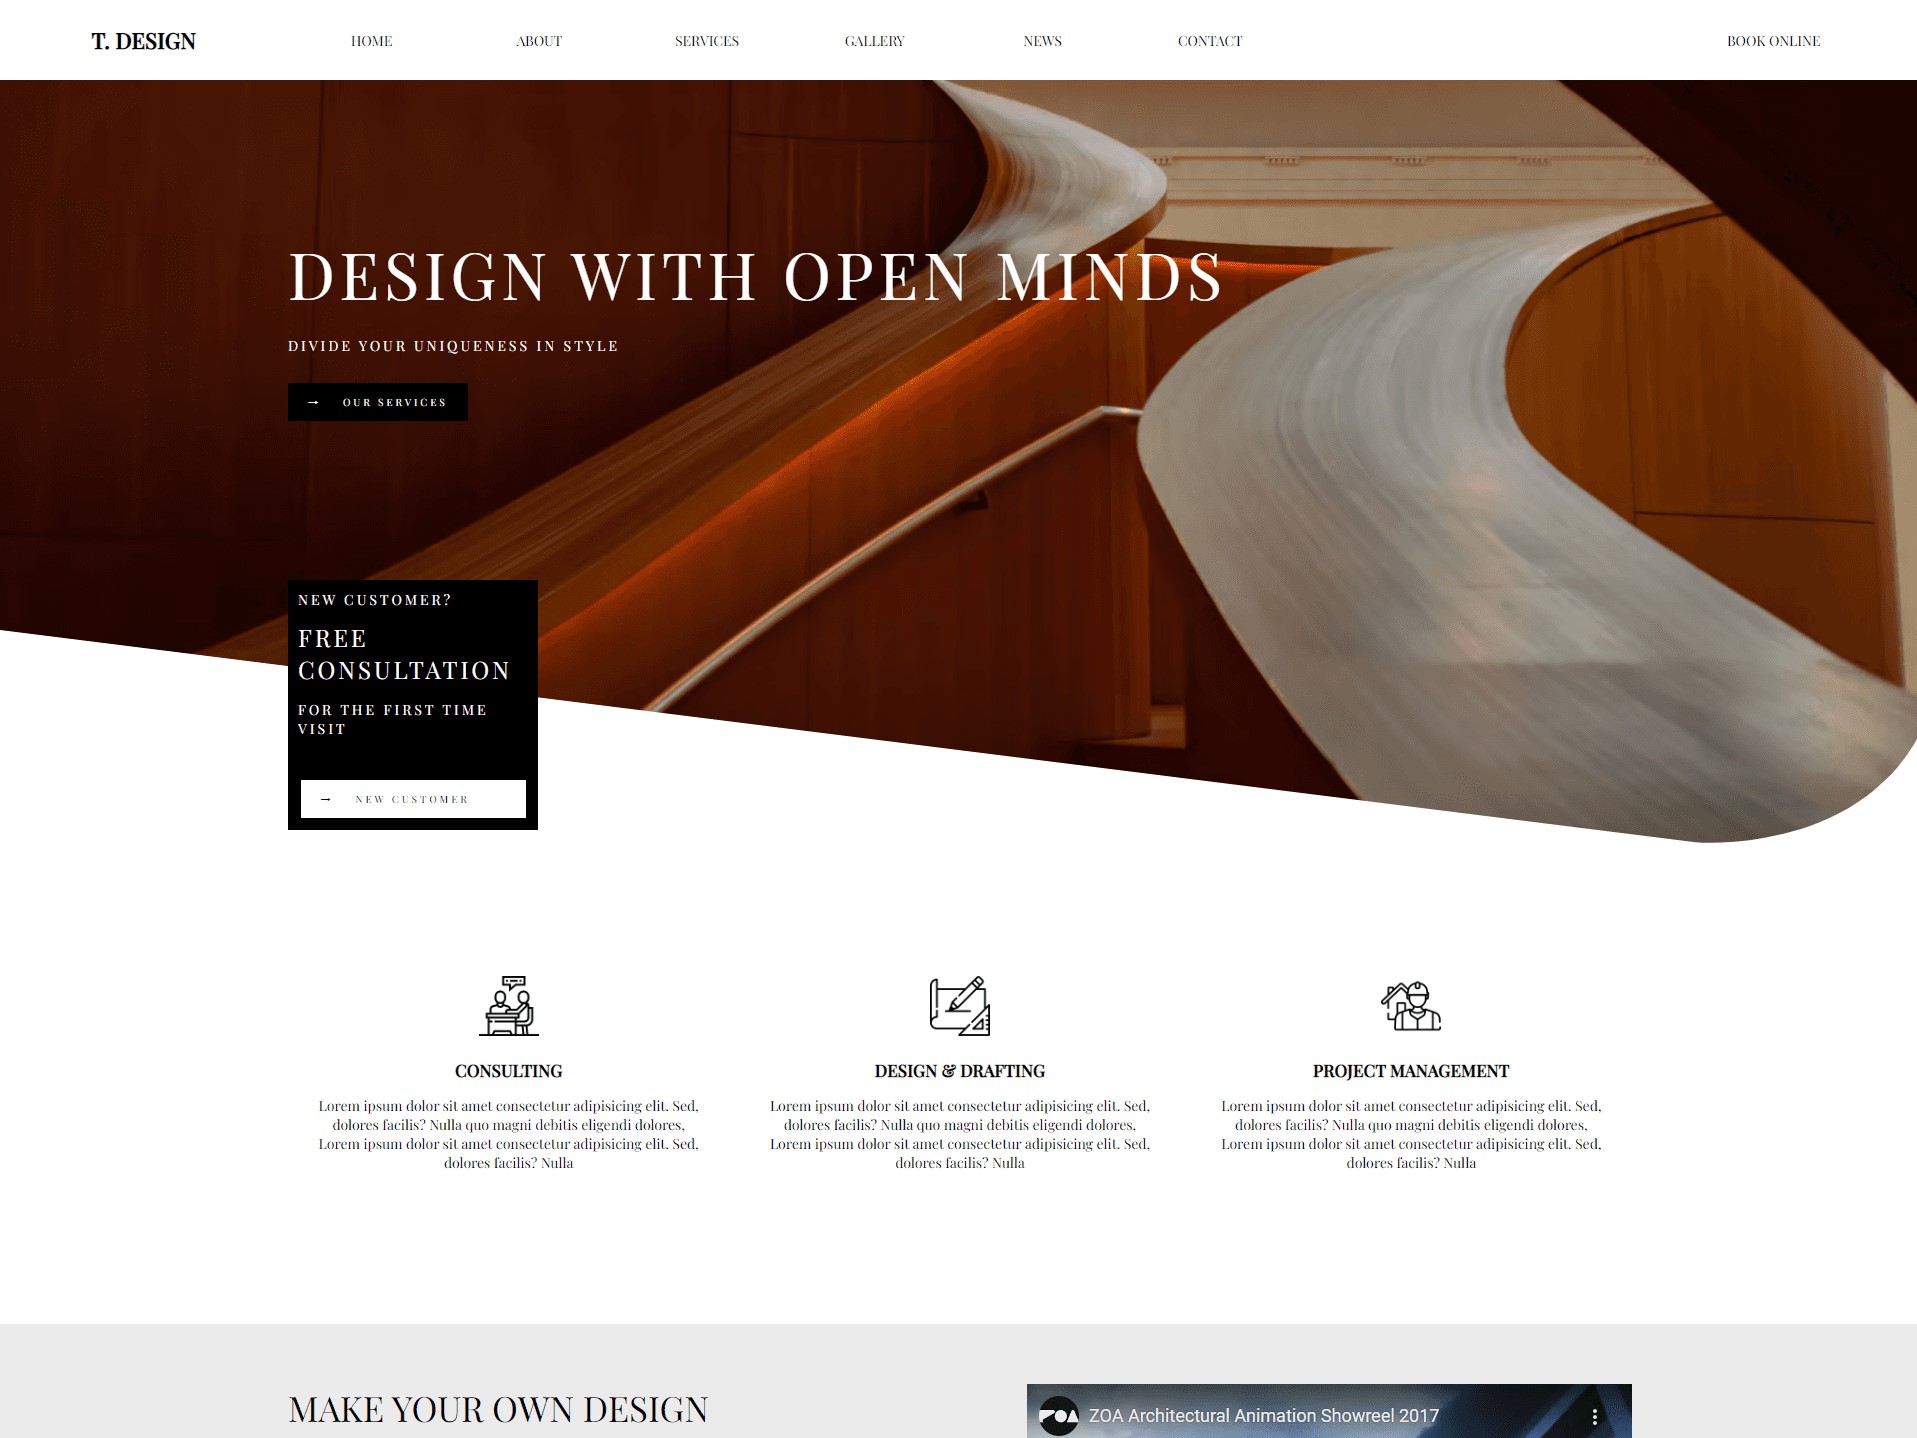 T. DESIGN
HOME
ABOUT
SERVICES
GALLERY
NEWS
CONTACT
BOOK ONLINE
DESIGN WITH OPEN MINDS
DIVIDE YOUR UNIQUENESS IN STYLE
→ OUR SERVICES
NEW CUSTOMER?
FREE
CONSULTATION
FOR THE FIRST TIME
VISIT
→ NEW CUSTOMER
CONSULTING
Lorem ipsum dolor sit amet consectetur adipisicing elit. Sed,
dolores facilis? Nulla quo magni debitis eligendi dolores,
Lorem ipsum dolor sit amet consectetur adipisicing elit. Sed,
dolores facilis? Nulla
DESIGN & DRAFTING
Lorem ipsum dolor sit amet consectetur adipisicing elit. Sed,
dolores facilis? Nulla quo magni debitis eligendi dolores,
Lorem ipsum dolor sit amet consectetur adipisicing elit. Sed,
dolores facilis? Nulla
PROJECT MANAGEMENT
Lorem ipsum dolor sit amet consectetur adipisicing elit. Sed,
dolores facilis? Nulla quo magni debitis eligendi dolores,
Lorem ipsum dolor sit amet consectetur adipisicing elit. Sed,
dolores facilis? Nulla
MAKE YOUR OWN DESIGN
ZOA
ZOA Architectural Animation Showreel 2017